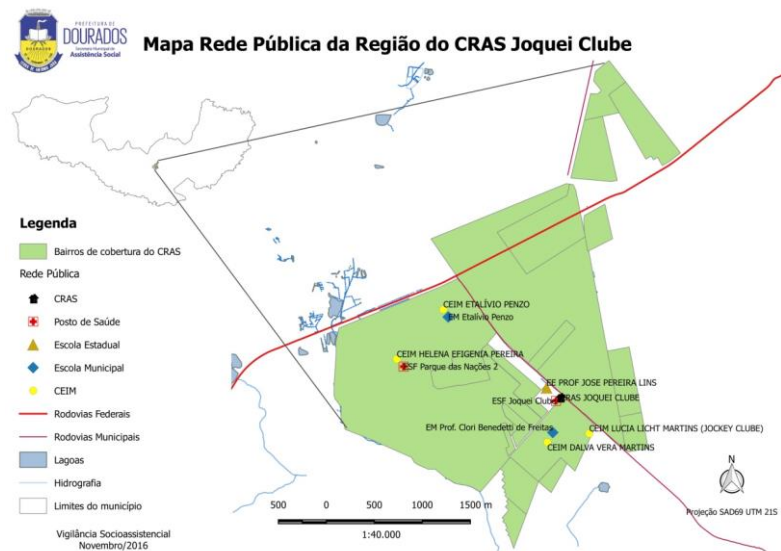 PREFEITURA DE
DOURADOS
Secretaria Municipal de
Assistência Social
Mapa Rede Pública da Região do CRAS Joquei Clube
Legenda
Bairros de cobertura do CRAS
Rede Pública
CRAS
Posto de Saúde
Escola Estadual
Escola Municipal
CEIM
Rodovias Federais
Rodovias Municipais
Lagoas
Hidrografia
Limites do município
Vigilância Socioassistencial
Novembro/2016
CEIM ETALÍVIO PENZO
EM Etalivio Penzo
CEIM HELENA EFIGENIA PEREIRA
ESF Parque das Nações 2
EE PROF JOSE PEREIRA LINS
ESF Joquei Clube
CRAS JOQUEI CLUBE
EM Prof. Clori Benedetti de Freitas
CEIM LUCIA LICHT MARTINS (JOCKEY CLUBE)
CEIM DALVA VERA MARTINS
500 0 500 1000 1500 m
1:40.000
N
Projeção SAD69 UTM 21S